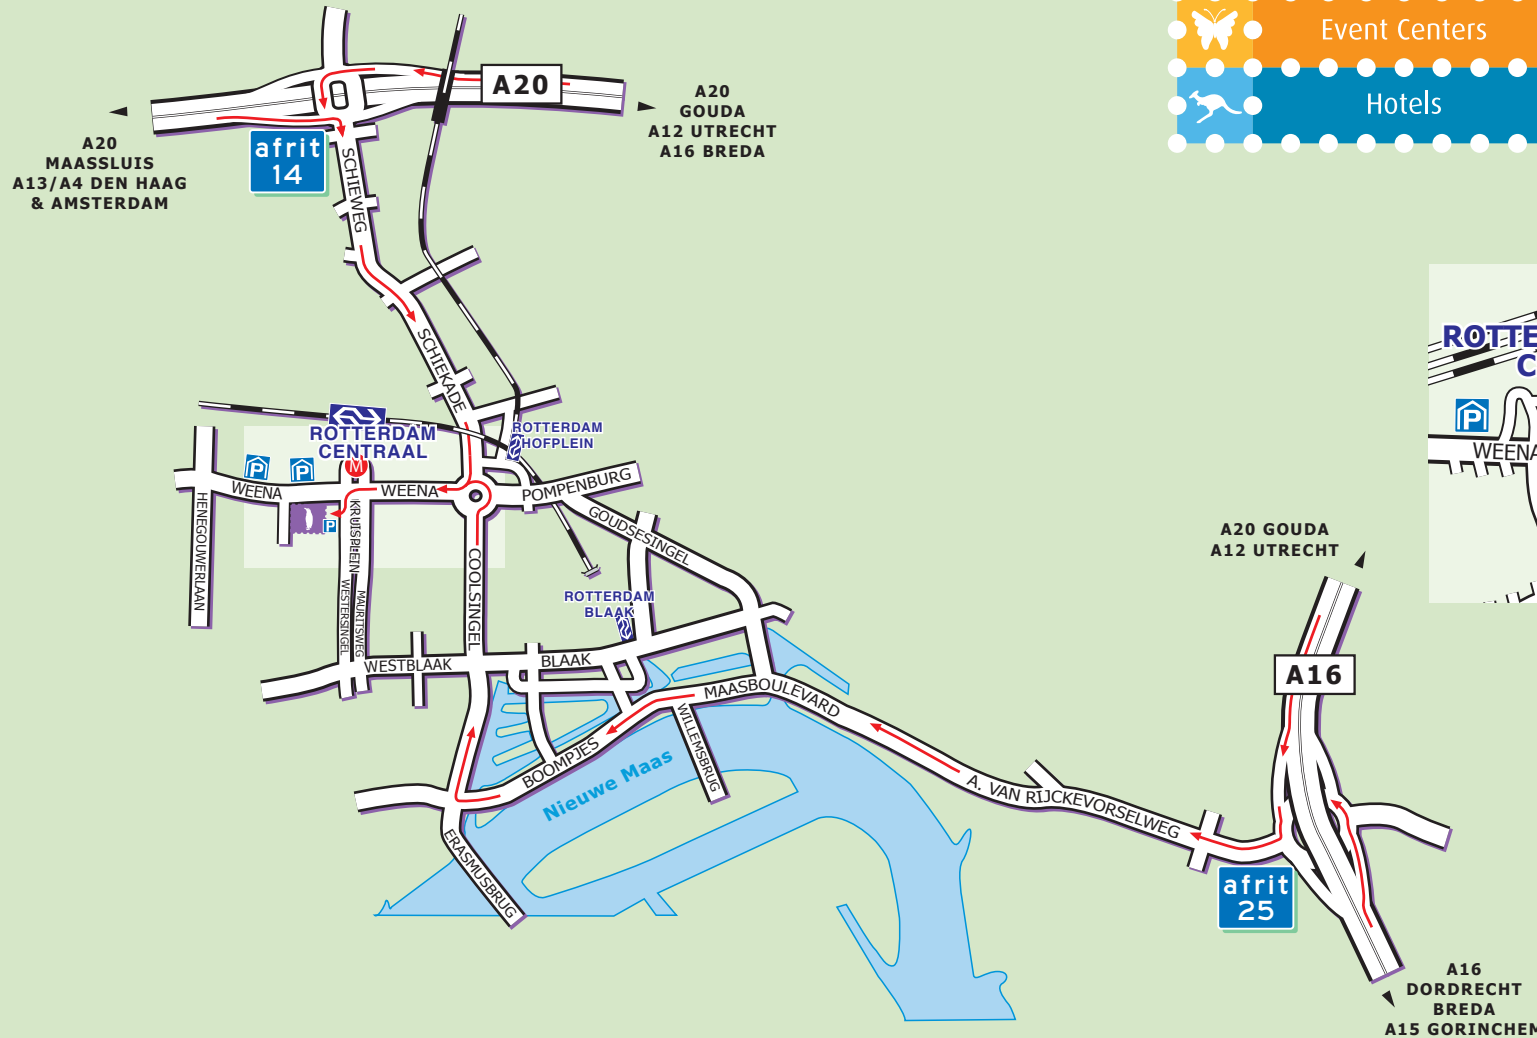 Event Centers
Hotels
A20
A20
GOUDA
A12 UTRECHT
A16 BREDA
A20
MAASSLUIS
A13/A4 DEN HAAG
& AMSTERDAM
afrit
14
SCHIEWEG
SCHIEKADE
ROTTERDAM
CENTRAAL
M
ROTTERDAM
HOFPLEIN
P
P
P
WEENA
WEENA
POMPENBURG
HENEGOUWERLAAN
KRUISPLEIN
WESTERSINGEL
MAURITSWEG
COOLSINGEL
GOUDSESINGEL
ROTTERDAM
BLAAK
WESTBLAAK
BLAAK
MAASBOULEVARD
WILLEMSBRUG
BOOMPJES
Nieuwe Maas
ERASMUSBRUG
A. VAN RIJCKEVORSELWEG
A20 GOUDA
A12 UTRECHT
A16
afrit
25
A16
DORDRECHT
BREDA
A15 GORINCHEM
ROTTE
C
P
WEENA